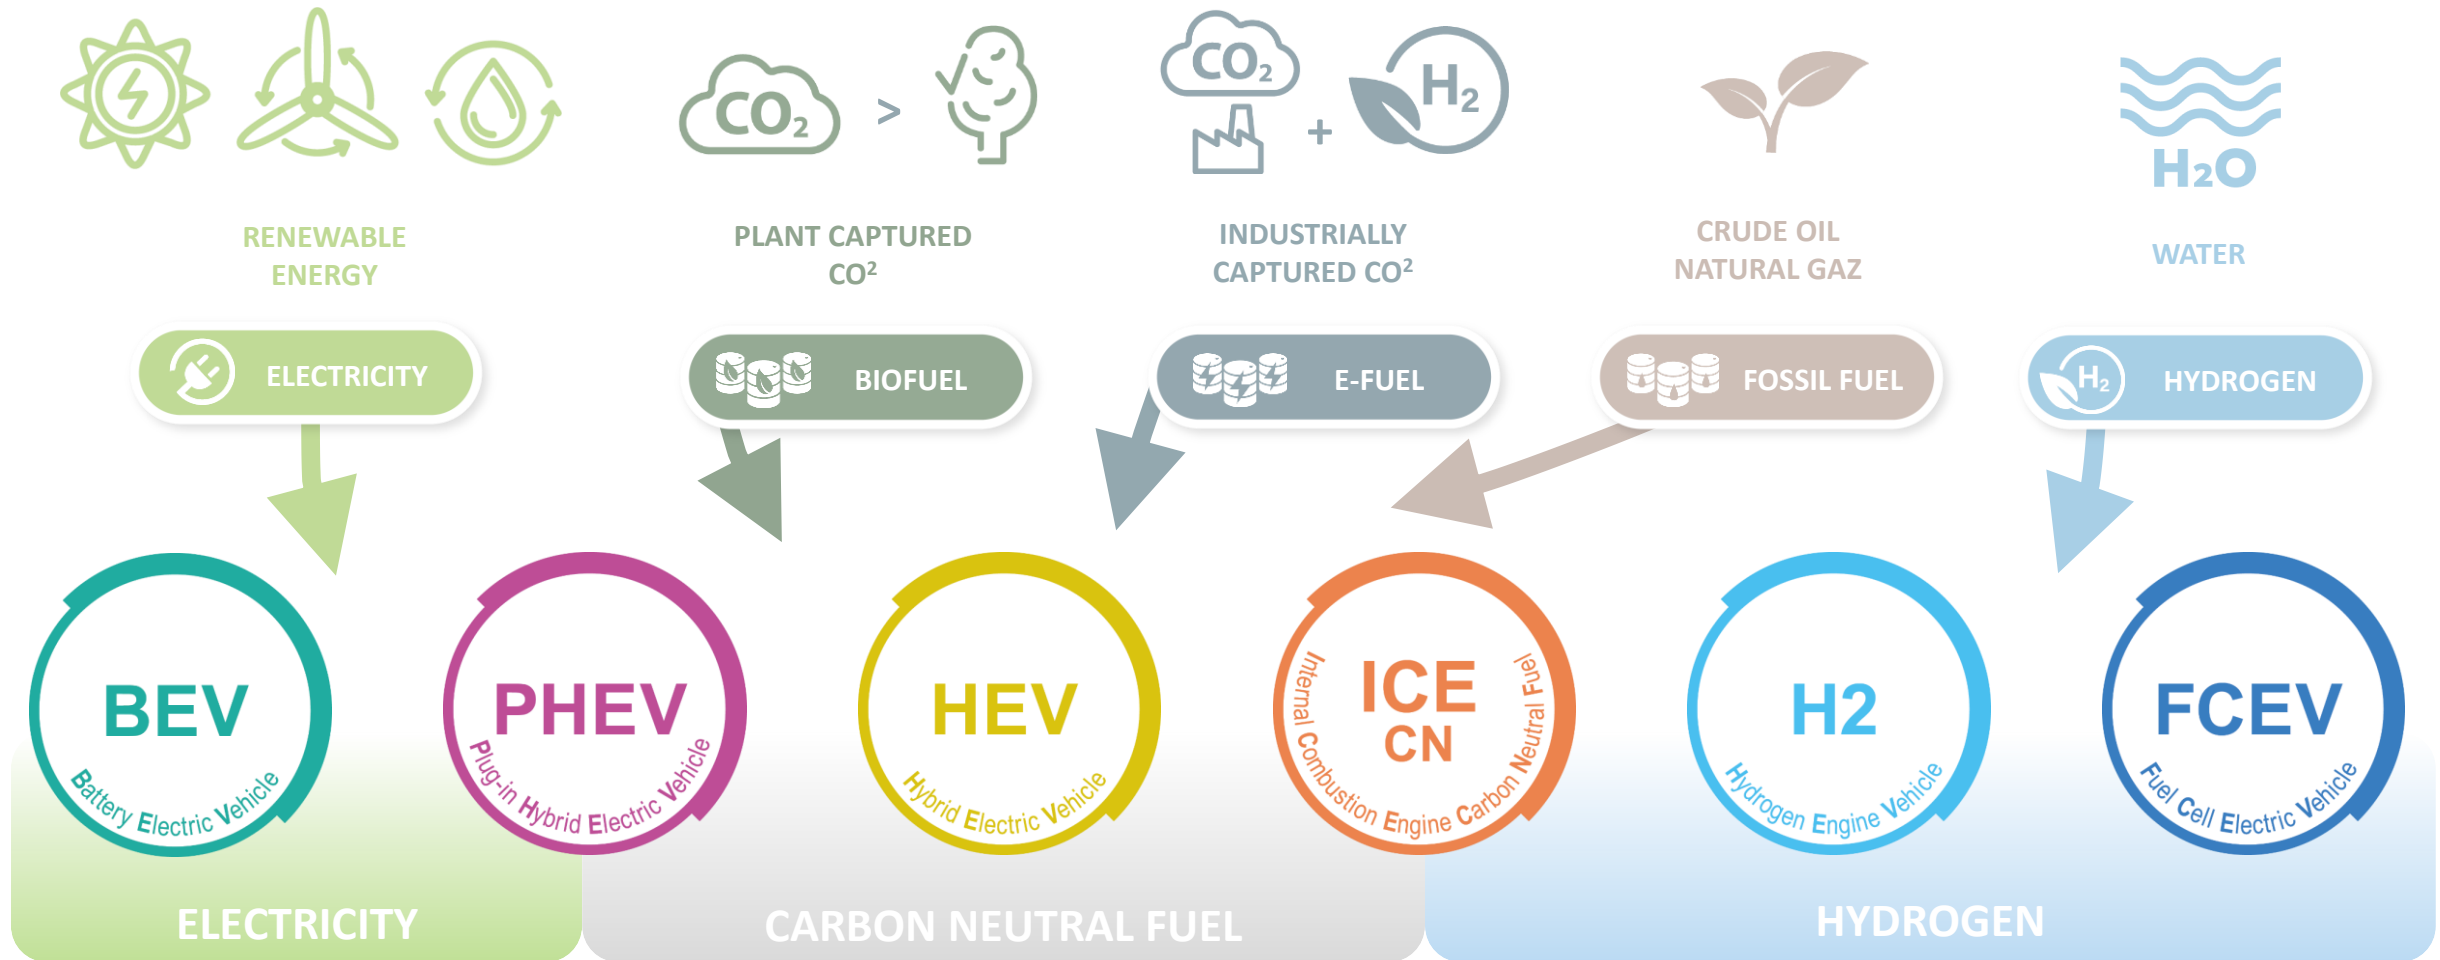 CO₂
>
CO₂
+
H₂
H₂O
RENEWABLE
ENERGY
PLANT CAPTURED
CO²
INDUSTRIALLY
CAPTURED CO²
CRUDE OIL
NATURAL GAZ
WATER
ELECTRICITY
BIOFUEL
E-FUEL
FOSSIL FUEL
H₂
HYDROGEN
BEV
Battery Electric Vehicle
PHEV
Plug-in Hybrid Electric Vehicle
HEV
Hybrid Electric Vehicle
ICE
CN
Internal Combustion Engine Carbon Neutral Fuel
H2
Hydrogen Engine Vehicle
FCEV
Fuel Cell Electric Vehicle
ELECTRICITY
CARBON NEUTRAL FUEL
HYDROGEN